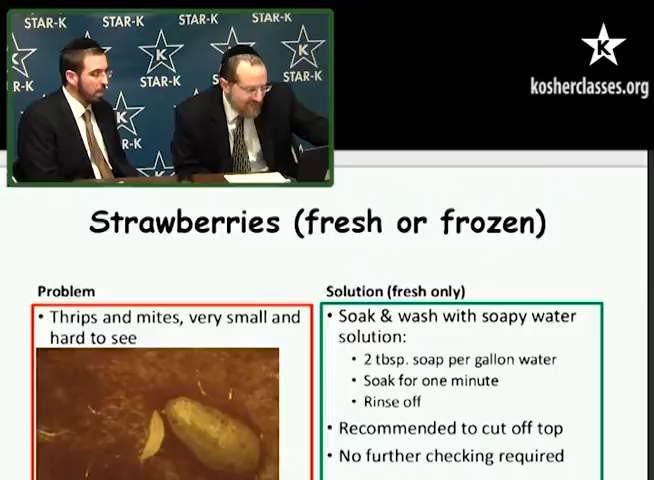 STAR-K
STAR-K
STAR-K
R-K
STAR-K
STAR-K
K
K
K
STAR-K
K
kosherclasses.org
Strawberries (fresh or frozen)
Problem
• Thrips and mites, very small and
hard to see
Solution (fresh only)
• Soak & wash with soapy water
solution:
• 2 tbsp. soap per gallon water
• Soak for one minute
• Rinse off
• Recommended to cut off top
• No further checking required